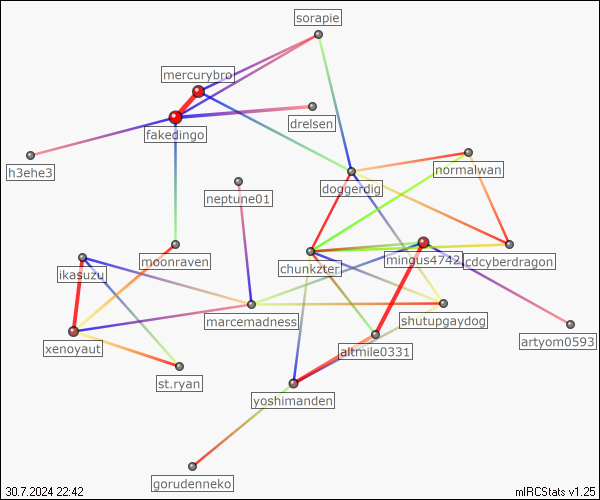 sorapie
mercurybro
fakedingo
drelsen
h3ehe3
doggerdig
normalwan
neptune01
ikasuzu
moonraven
chunkzter
mingus4742
cdcyberdragon
marcemadness
shutupgaydog
artyom0593
xenoyaut
altmile0331
st.ryan
yoshimanden
gorudenneko
30.7.2024 22:42
mIRCStats v1.25